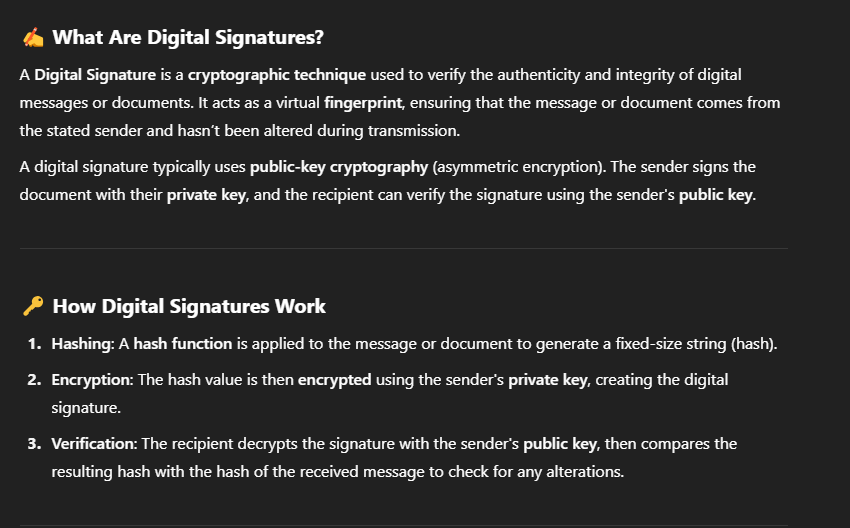 ✍️ What Are Digital Signatures?
A Digital Signature is a cryptographic technique used to verify the authenticity and integrity of digital
messages or documents. It acts as a virtual fingerprint, ensuring that the message or document comes from
the stated sender and hasn’t been altered during transmission.
A digital signature typically uses public-key cryptography (asymmetric encryption). The sender signs the
document with their private key, and the recipient can verify the signature using the sender's public key.
🔑 How Digital Signatures Work
1. Hashing: A hash function is applied to the message or document to generate a fixed-size string (hash).
2. Encryption: The hash value is then encrypted using the sender's private key, creating the digital
signature.
3. Verification: The recipient decrypts the signature with the sender's public key, then compares the
resulting hash with the hash of the received message to check for any alterations.